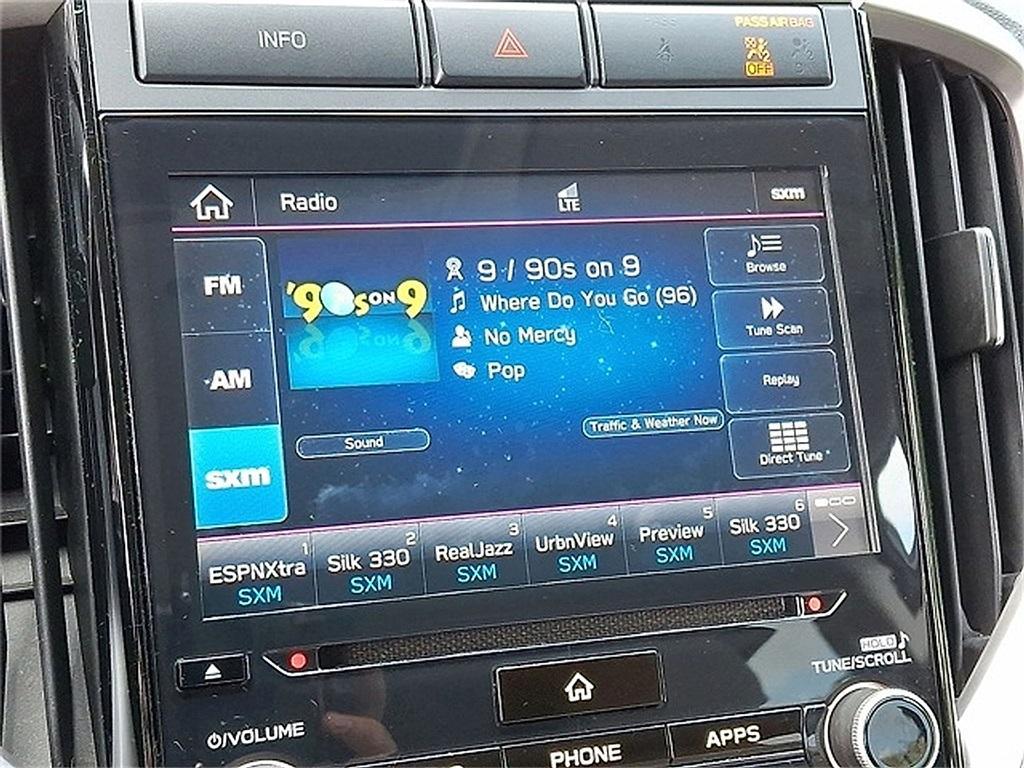 INFO
PASS AIR BAG
OFF
Radio
LTE
sxm
FM
'90s ON 9
9 / 90s on 9
Browse
Where Do You Go (96)
Tune Scan
No Mercy
AM
Pop
Replay
Traffic & Weather Now
Sound
Direct Tune
sxm
1
2
3
4
5
6
ESPNXtra
Silk 330
RealJazz
UrbnView
Preview
Silk 330
SXM
SXM
SXM
SXM
SXM
SXM
HOLD
TUNE/SCROLL
/VOLUME
PHONE
APPS